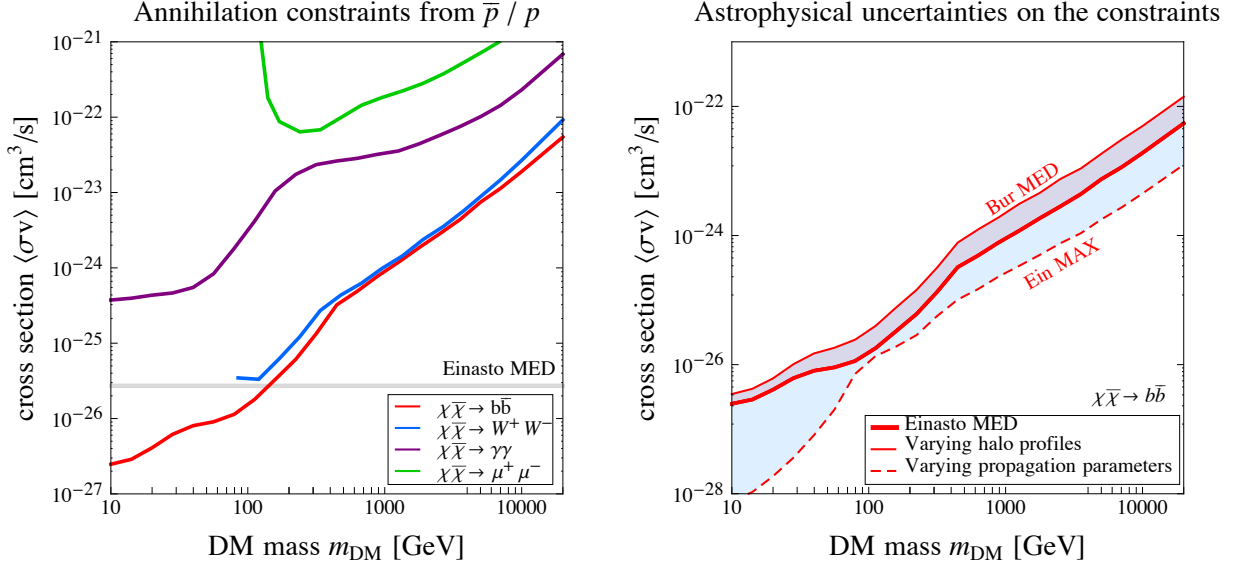 Annihilation constraints from p̅ / p
10⁻²¹
10⁻²²
10⁻²³
10⁻²⁴
10⁻²⁵
10⁻²⁶
10⁻²⁷
cross section ⟨σv⟩ [cm³/s]
Einasto MED
χχ̅ → bb̅
χχ̅ → W⁺ W⁻
χχ̅ → γγ
χχ̅ → μ⁺ μ⁻
10 100 1000 10000
DM mass m_DM [GeV]
Astrophysical uncertainties on the constraints
10⁻²²
10⁻²⁴
10⁻²⁶
10⁻²⁸
cross section ⟨σv⟩ [cm³/s]
Bur MED
Ein MAX
χχ̅ → bb̅
Einasto MED
Varying halo profiles
Varying propagation parameters
10 100 1000 10000
DM mass m_DM [GeV]